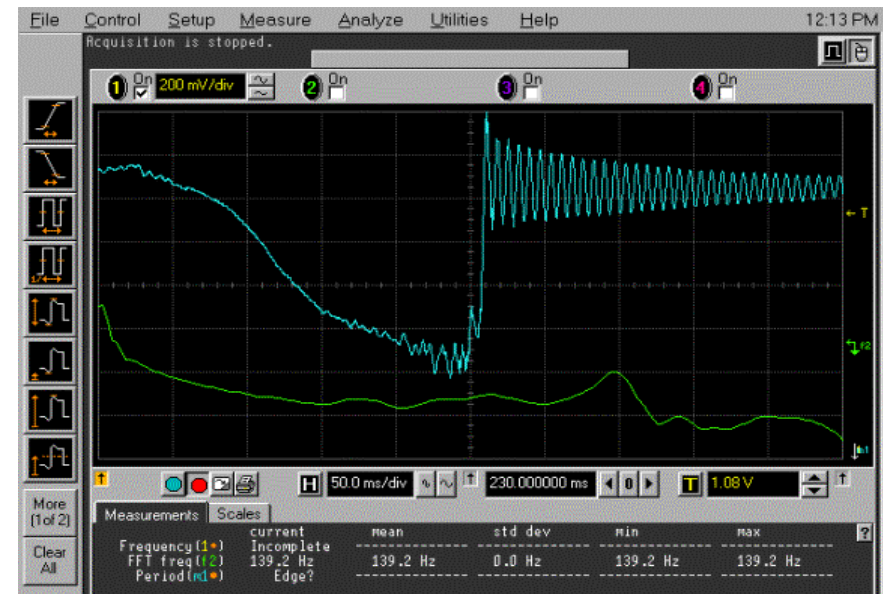 File Control Setup Measure Analyze Utilities Help 12:13 PM
Acquisition is stopped.
1 On 200 mV/div 2 On 3 On 4 On
T
f2
m1
H 50.0 ms/div 230.000000 ms 0 T 1.08 V
More
(1of 2)
Clear
All
Measurements Scales
current mean std dev min max ?
Frequency(1) Incomplete ---------------- ---------------- ---------------- ----------------
FFT freq(f2) 139.2 Hz 139.2 Hz 0.0 Hz 139.2 Hz 139.2 Hz
Period(m1) Edge? ---------------- ---------------- ---------------- ----------------